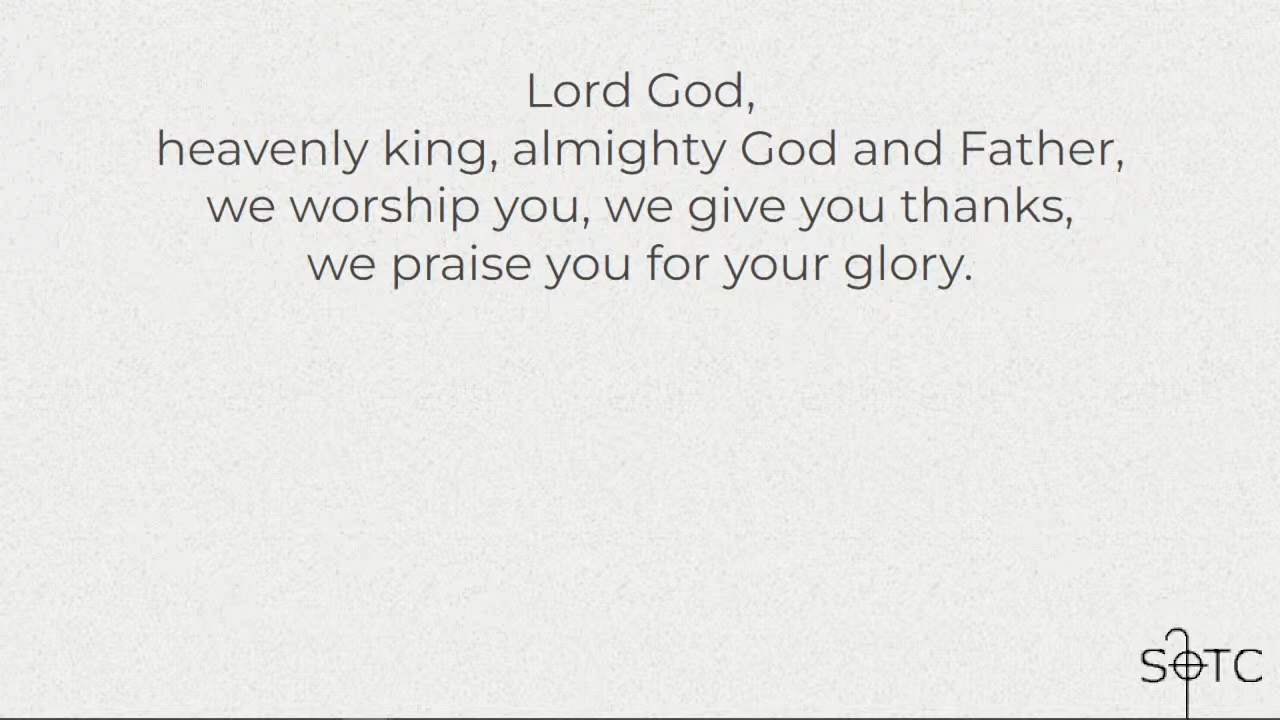 Lord God,
heavenly king, almighty God and Father,
we worship you, we give you thanks,
we praise you for your glory.
SOTC